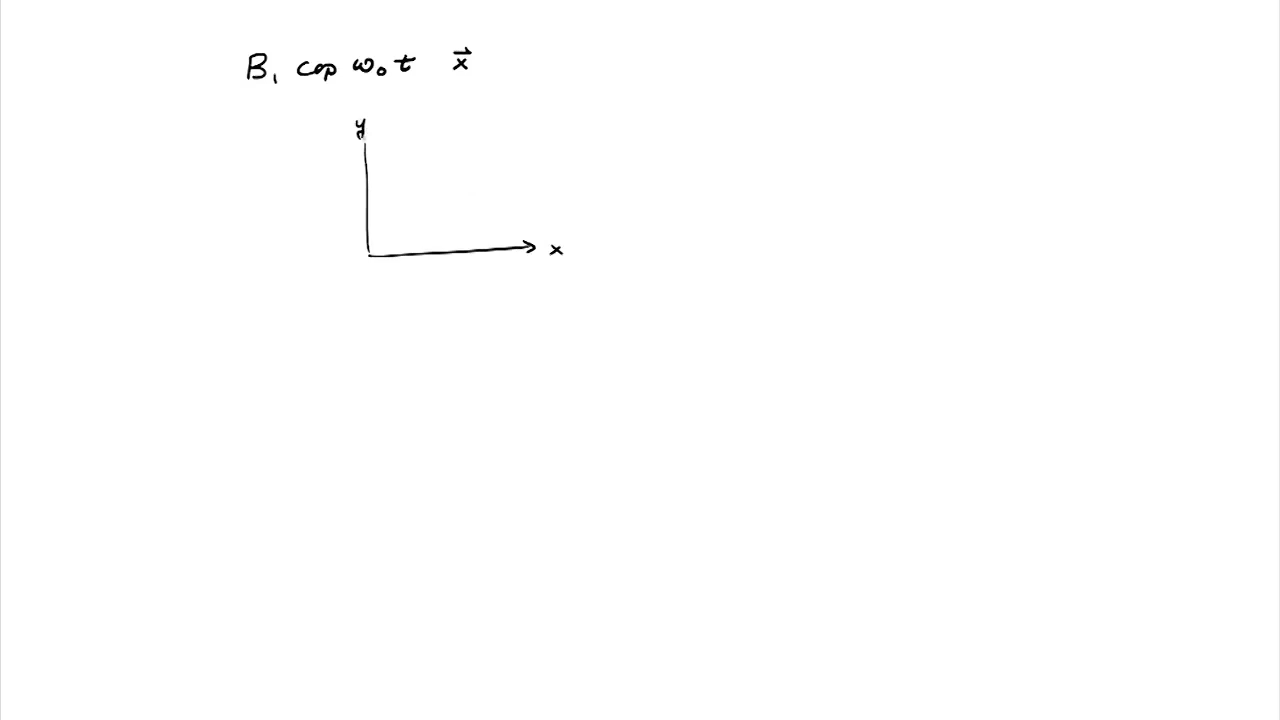 B₁ cos ω₀t x⃗
y
x